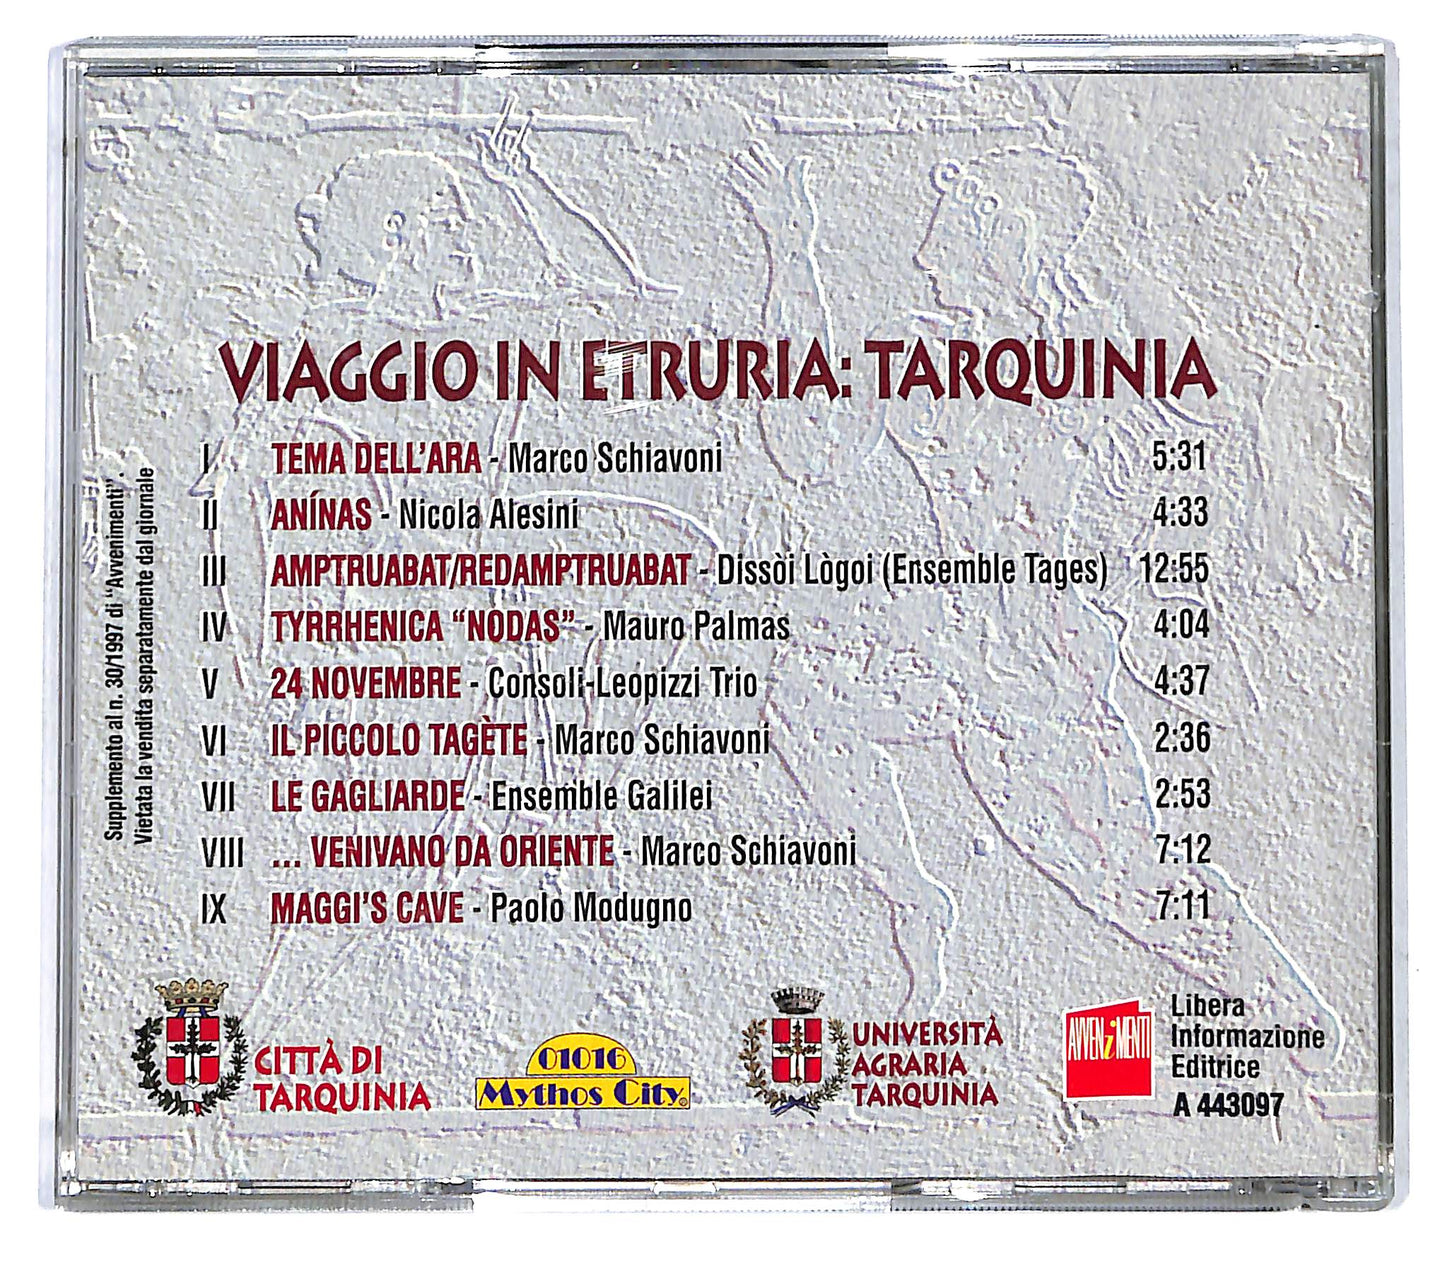 VIAGGIO IN ETRURIA: TARQUINIA
I TEMA DELL'ARA - Marco Schiavoni 5:31
II ANÍNAS - Nicola Alesini 4:33
III AMPTRUABAT/REDAMPTRUABAT - Dissòi Lògoi (Ensemble Tages) 12:55
IV TYRRHENICA “NODAS” - Mauro Palmas 4:04
V 24 NOVEMBRE - Consoli-Leopizzi Trio 4:37
VI IL PICCOLO TAGÈTE - Marco Schiavoni 2:36
VII LE GAGLIARDE - Ensemble Galilei 2:53
VIII ... VENIVANO DA ORIENTE - Marco Schiavoni 7:12
IX MAGGI'S CAVE - Paolo Modugno 7:11
Supplemento al n. 30/1997 di “Avvenimenti”.
Vietata la vendita separatamente dal giornale
CITTÀ DI
TARQUINIA
01016
Mythos City®
UNIVERSITÀ
AGRARIA
TARQUINIA
AVVENiMENTI
Libera
Informazione
Editrice
A 443097